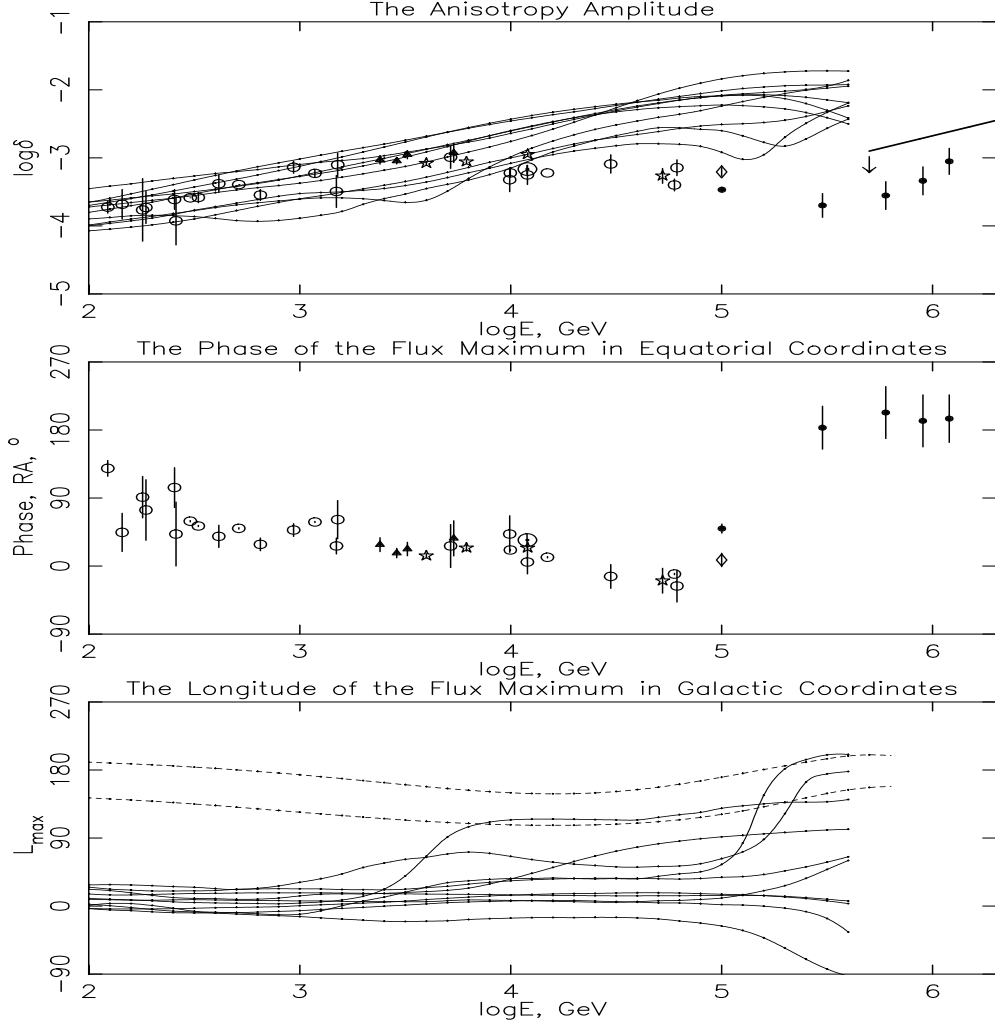 The Anisotropy Amplitude
-1
-2
-3
-4
-5
logδ
2 3 4 5 6
logE, GeV
The Phase of the Flux Maximum in Equatorial Coordinates
270
180
90
0
-90
Phase, RA, °
2 3 4 5 6
logE, GeV
The Longitude of the Flux Maximum in Galactic Coordinates
270
180
90
0
-90
Lmax
2 3 4 5 6
logE, GeV